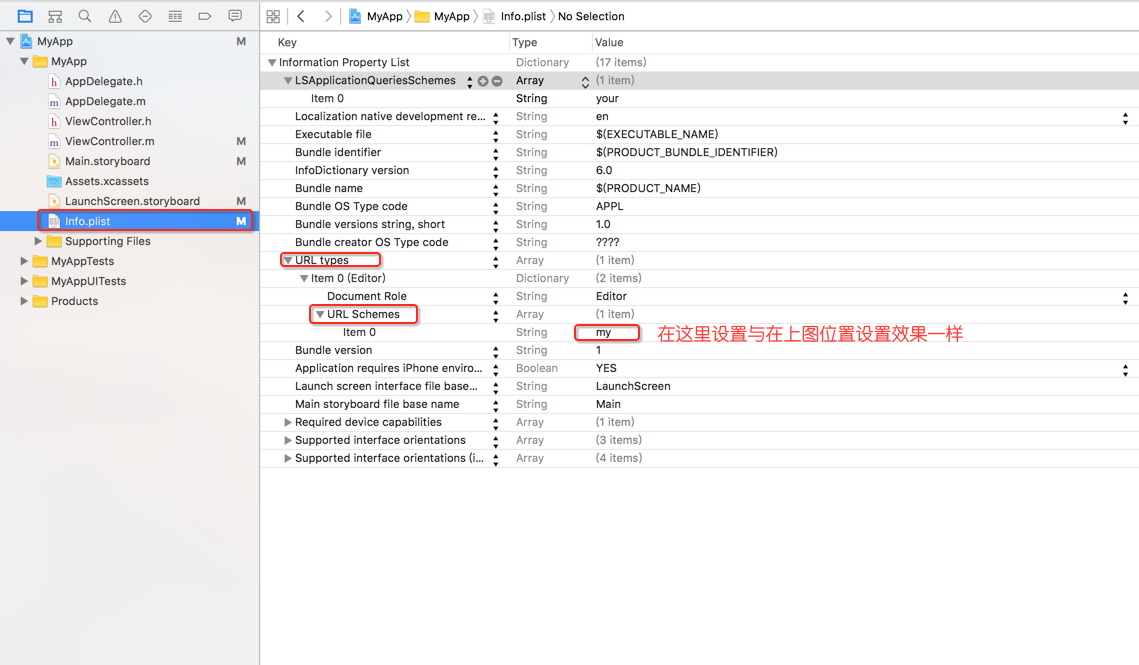 MyApp MyApp Info.plist No Selection
MyApp M
MyApp
h AppDelegate.h
m AppDelegate.m
h ViewController.h
m ViewController.m M
Main.storyboard M
Assets.xcassets
LaunchScreen.storyboard M
Info.plist M
Supporting Files
MyAppTests
MyAppUITests
Products
Key Type Value
Information Property List Dictionary (17 items)
LSApplicationQueriesSchemes Array (1 item)
Item 0 String your
Localization native development re... String en
Executable file String $(EXECUTABLE_NAME)
Bundle identifier String $(PRODUCT_BUNDLE_IDENTIFIER)
InfoDictionary version String 6.0
Bundle name String $(PRODUCT_NAME)
Bundle OS Type code String APPL
Bundle versions string, short String 1.0
Bundle creator OS Type code String ????
URL types Array (1 item)
Item 0 (Editor) Dictionary (2 items)
Document Role String Editor
URL Schemes Array (1 item)
Item 0 String my 在这里设置与在上图位置设置效果一样
Bundle version String 1
Application requires iPhone enviro... Boolean YES
Launch screen interface file base... String LaunchScreen
Main storyboard file base name String Main
Required device capabilities Array (1 item)
Supported interface orientations Array (3 items)
Supported interface orientations (i... Array (4 items)